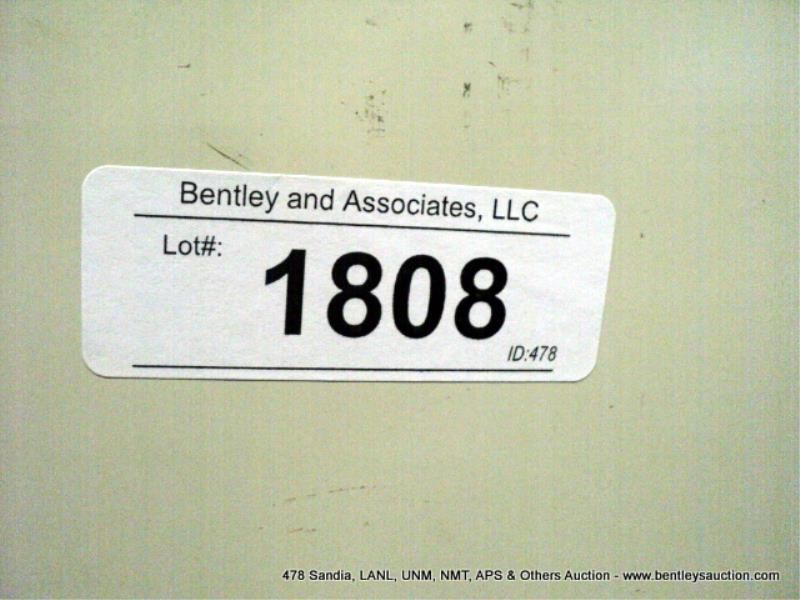 Bentley and Associates, LLC
Lot#:
1808
ID:478
478 Sandia, LANL, UNM, NMT, APS & Others Auction - www.bentleysauction.com